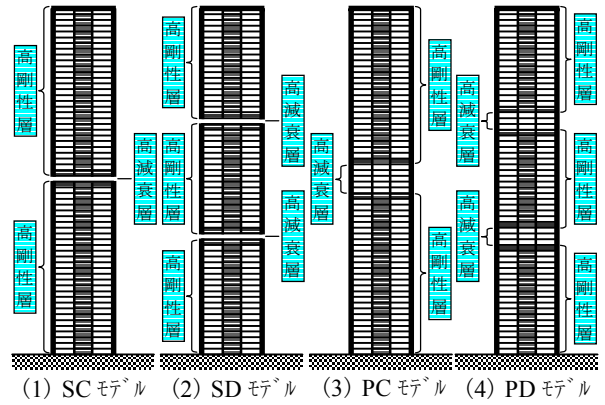 高剛性層
高剛性層
高減衰層
高剛性層
高剛性層
高剛性層
高減衰層
高減衰層
高減衰層
高剛性層
高剛性層
高減衰層
高減衰層
高剛性層
高剛性層
高剛性層
(1) SC モデル
(2) SD モデル
(3) PC モデル
(4) PD モデル